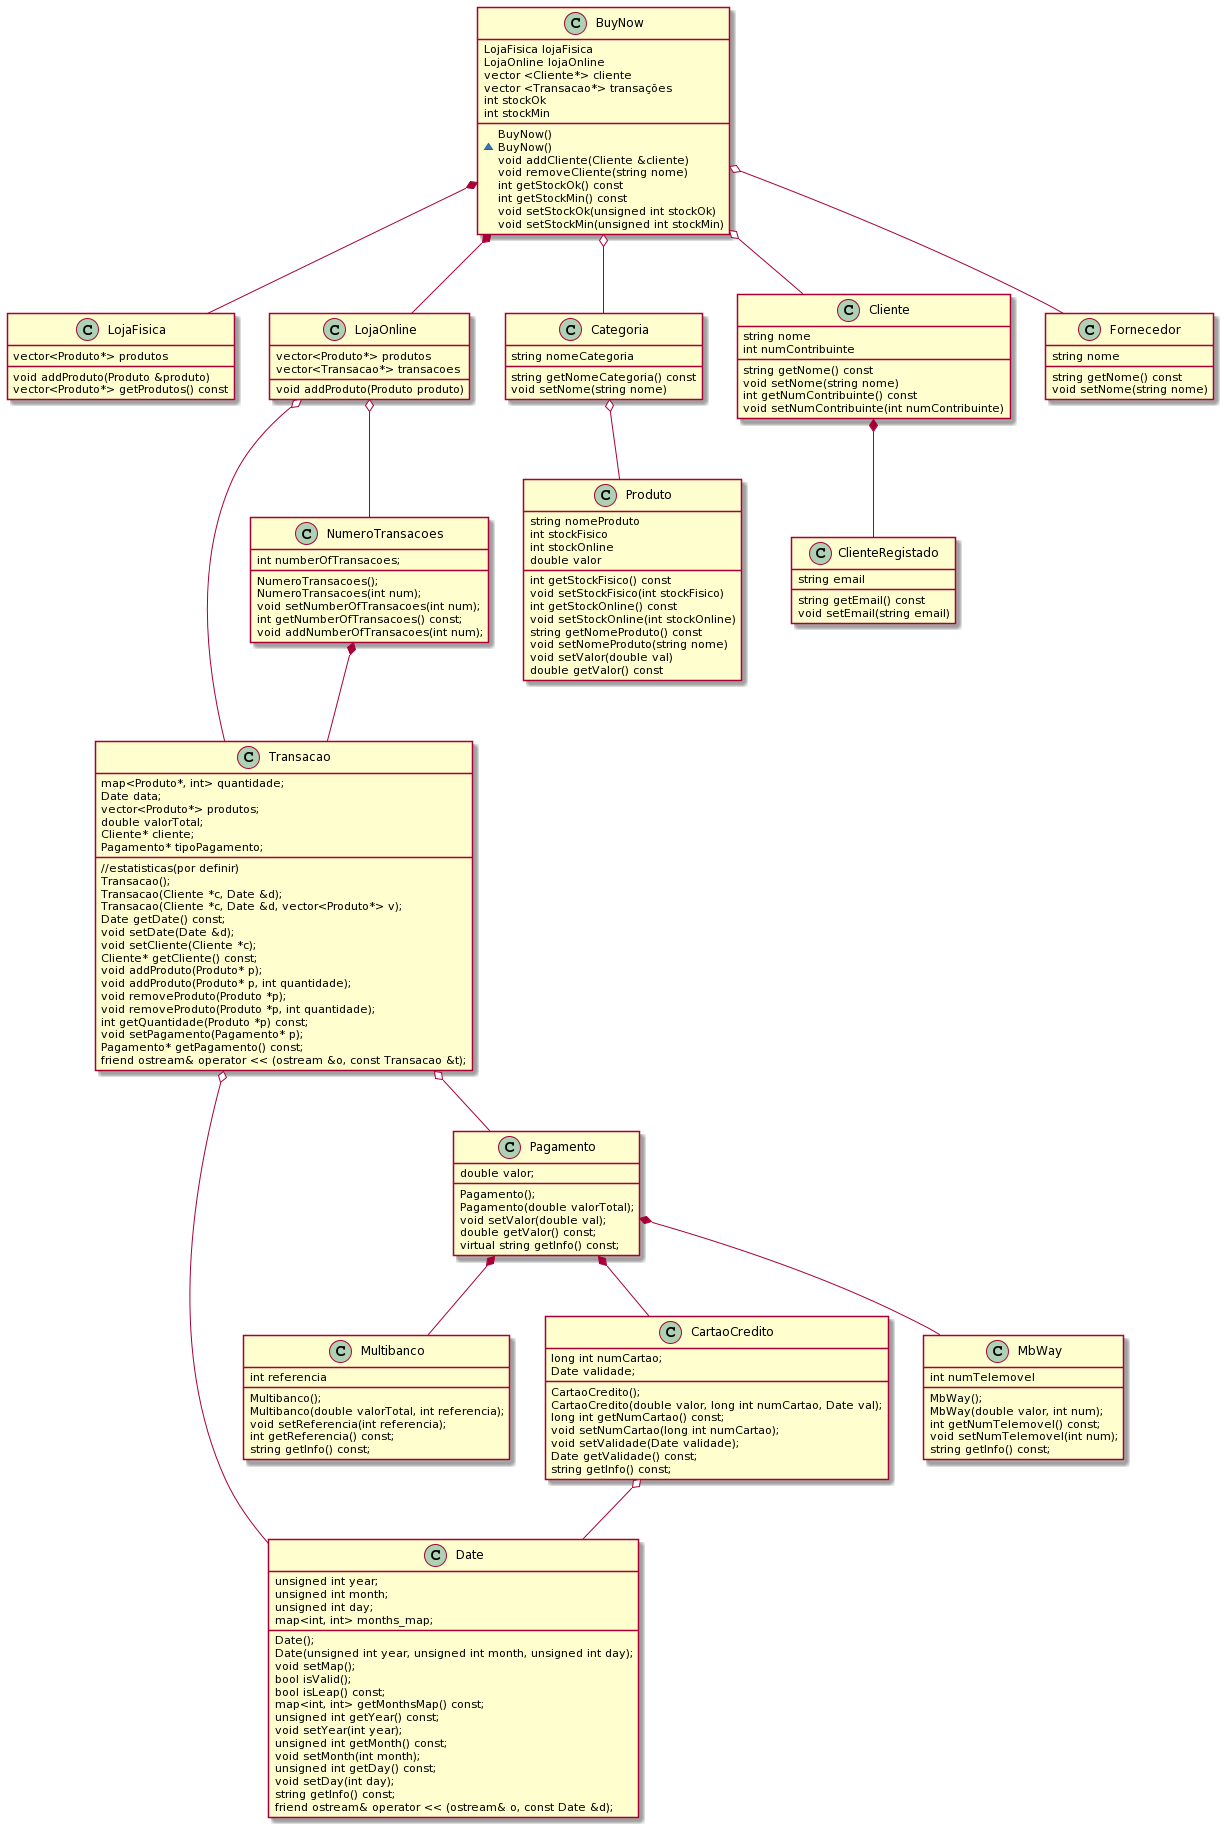 C BuyNow
LojaFisica lojaFisica
LojaOnline lojaOnline
vector <Cliente*> cliente
vector <Transacao*> transações
int stockOk
int stockMin
BuyNow()
BuyNow()
void addCliente(Cliente &cliente)
void removeCliente(string nome)
int getStockOk() const
int getStockMin() const
void setStockOk(unsigned int stockOk)
void setStockMin(unsigned int stockMin)
C LojaFisica
vector<Produto*> produtos
void addProduto(Produto &produto)
vector<Produto*> getProdutos() const
C LojaOnline
vector<Produto*> produtos
vector<Transacao*> transacoes
void addProduto(Produto produto)
C Categoria
string nomeCategoria
string getNomeCategoria() const
void setNome(string nome)
C Cliente
string nome
int numContribuinte
string getNome() const
void setNome(string nome)
int getNumContribuinte() const
void setNumContribuinte(int numContribuinte)
C Fornecedor
string nome
string getNome() const
void setNome(string nome)
C NumeroTransacoes
int numberOfTransacoes;
NumeroTransacoes();
NumeroTransacoes(int num);
void setNumberOfTransacoes(int num);
int getNumberOfTransacoes() const;
void addNumberOfTransacoes(int num);
C Produto
string nomeProduto
int stockFisico
int stockOnline
double valor
int getStockFisico() const
void setStockFisico(int stockFisico)
int getStockOnline() const
void setStockOnline(int stockOnline)
string getNomeProduto() const
void setNomeProduto(string nome)
void setValor(double val)
double getValor() const
C ClienteRegistado
string email
string getEmail() const
void setEmail(string email)
C Transacao
map<Produto*, int> quantidade;
Date data;
vector<Produto*> produtos;
double valorTotal;
Cliente* cliente;
Pagamento* tipoPagamento;
//estatisticas(por definir)
Transacao();
Transacao(Cliente *c, Date &d);
Transacao(Cliente *c, Date &d, vector<Produto*> v);
Date getDate() const;
void setDate(Date &d);
void setCliente(Cliente *c);
Cliente* getCliente() const;
void addProduto(Produto* p);
void addProduto(Produto* p, int quantidade);
void removeProduto(Produto *p);
void removeProduto(Produto *p, int quantidade);
int getQuantidade(Produto *p) const;
void setPagamento(Pagamento* p);
Pagamento* getPagamento() const;
friend ostream& operator << (ostream &o, const Transacao &t);
C Pagamento
double valor;
Pagamento();
Pagamento(double valorTotal);
void setValor(double val);
double getValor() const;
virtual string getInfo() const;
C Multibanco
int referencia
Multibanco();
Multibanco(double valorTotal, int referencia);
void setReferencia(int referencia);
int getReferencia() const;
string getInfo() const;
C CartaoCredito
long int numCartao;
Date validade;
CartaoCredito();
CartaoCredito(double valor, long int numCartao, Date val);
long int getNumCartao() const;
void setNumCartao(long int numCartao);
void setValidade(Date validade);
Date getValidade() const;
string getInfo() const;
C MbWay
int numTelemovel
MbWay();
MbWay(double valor, int num);
int getNumTelemovel() const;
void setNumTelemovel(int num);
string getInfo() const;
C Date
unsigned int year;
unsigned int month;
unsigned int day;
map<int, int> months_map;
Date();
Date(unsigned int year, unsigned int month, unsigned int day);
void setMap();
bool isValid();
bool isLeap() const;
map<int, int> getMonthsMap() const;
unsigned int getYear() const;
void setYear(int year);
unsigned int getMonth() const;
void setMonth(int month);
unsigned int getDay() const;
void setDay(int day);
string getInfo() const;
friend ostream& operator << (ostream& o, const Date &d);